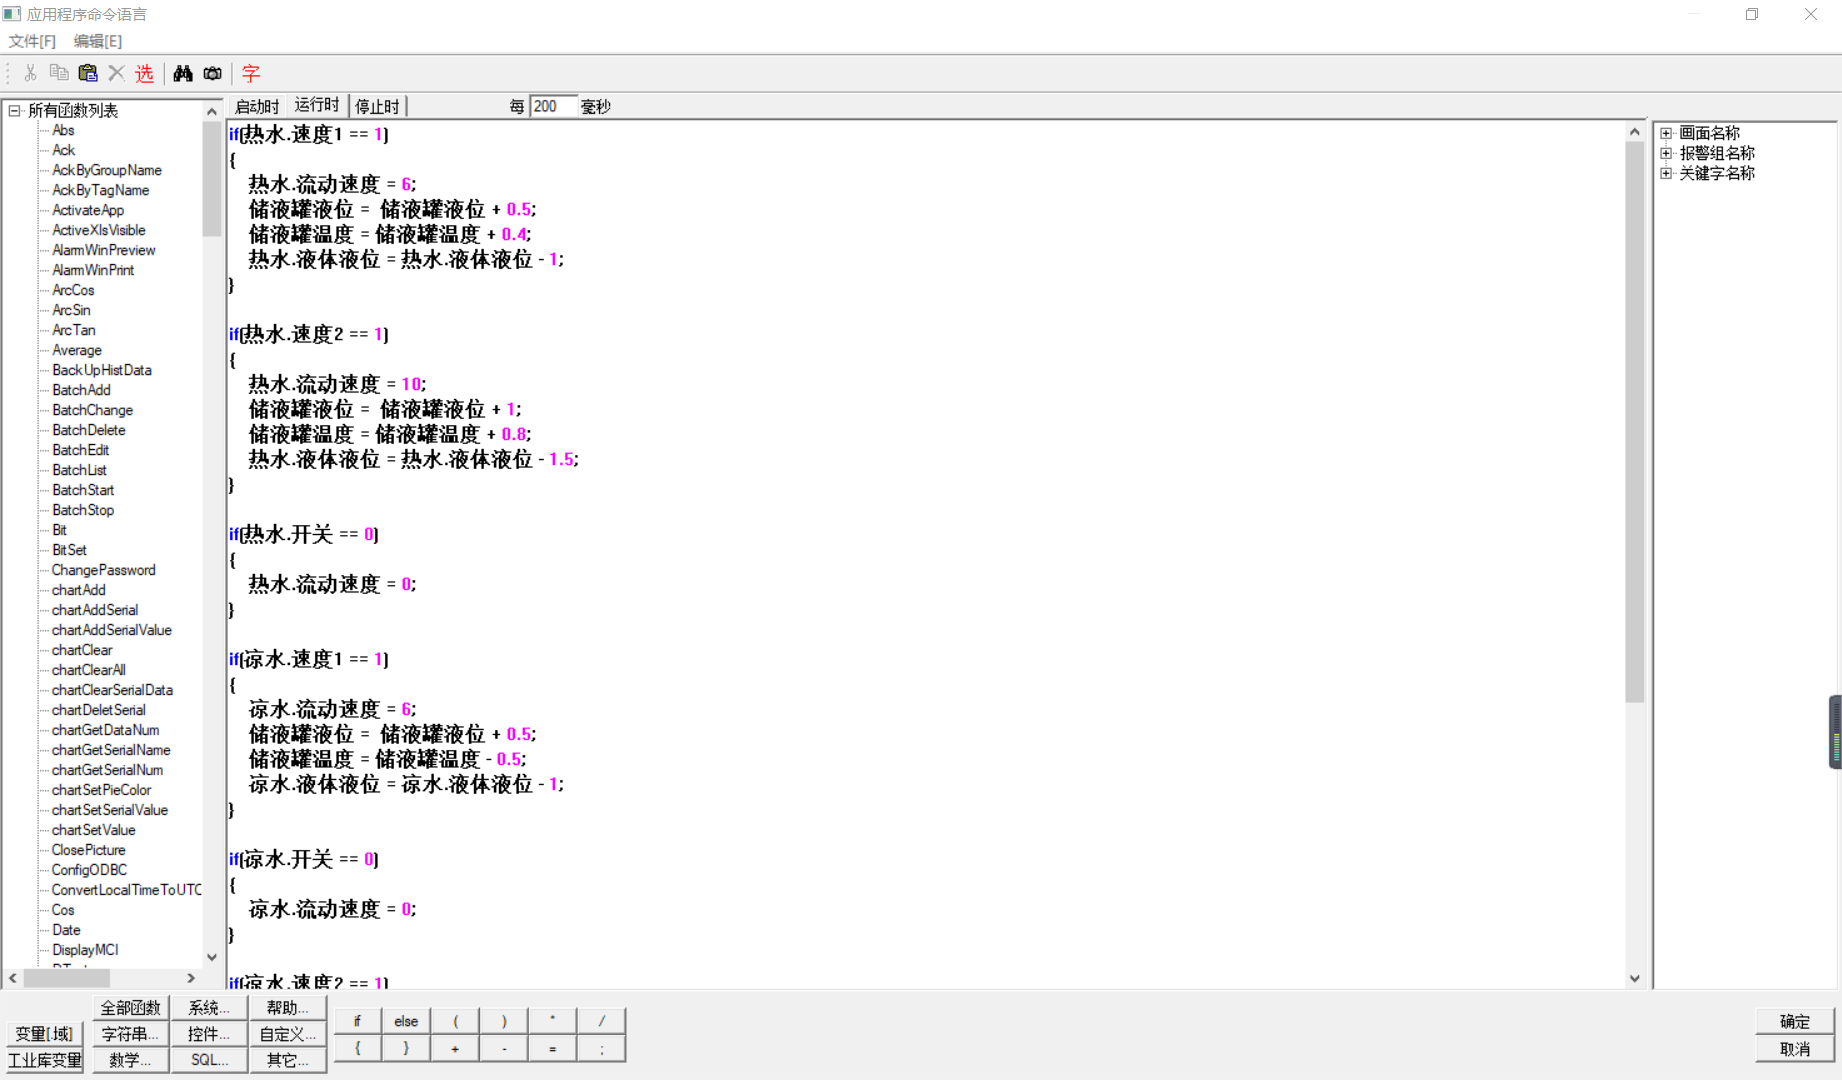 应用程序命令语言
文件[F] 编辑[E]
选 字
所有函数列表
Abs
Ack
AckByGroupName
AckByTagName
ActivateApp
ActiveXIsVisible
AlarmWinPreview
AlarmWinPrint
ArcCos
ArcSin
ArcTan
Average
BackUpHistData
BatchAdd
BatchChange
BatchDelete
BatchEdit
BatchList
BatchStart
BatchStop
Bit
BitSet
ChangePassword
chartAdd
chartAddSerial
chartAddSerialValue
chartClear
chartClearAll
chartClearSerialData
chartDeletSerial
chartGetDataNum
chartGetSerialName
chartGetSerialNum
chartSetPieColor
chartSetSerialValue
chartSetValue
ClosePicture
ConfigODBC
ConvertLocalTimeToUTC
Cos
Date
DisplayMCI
启动时 运行时 停止时 每 200 毫秒
if(热水.速度1 == 1)
{
热水.流动速度 = 6;
储液罐液位 = 储液罐液位 + 0.5;
储液罐温度 = 储液罐温度 + 0.4;
热水.液体液位 = 热水.液体液位 - 1;
}
if(热水.速度2 == 1)
{
热水.流动速度 = 10;
储液罐液位 = 储液罐液位 + 1;
储液罐温度 = 储液罐温度 + 0.8;
热水.液体液位 = 热水.液体液位 - 1.5;
}
if(热水.开关 == 0)
{
热水.流动速度 = 0;
}
if(凉水.速度1 == 1)
{
凉水.流动速度 = 6;
储液罐液位 = 储液罐液位 + 0.5;
储液罐温度 = 储液罐温度 - 0.5;
凉水.液体液位 = 凉水.液体液位 - 1;
}
if(凉水.开关 == 0)
{
凉水.流动速度 = 0;
}
if(凉水.速度2 == 1)
画面名称
报警组名称
关键字名称
全部函数 系统... 帮助...
变量[.域] 字符串... 控件... 自定义...
工业库变量 数学... SQL... 其它...
if else ( ) * /
{ } + - = ;
确定
取消